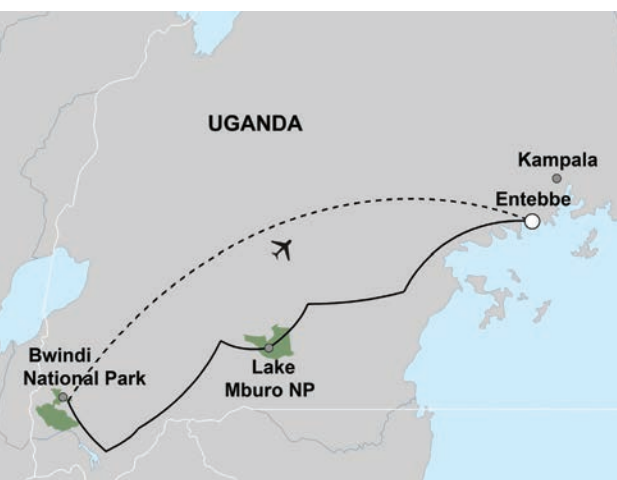 UGANDA
Kampala
Entebbe
Bwindi
National Park
Lake
Mburo NP